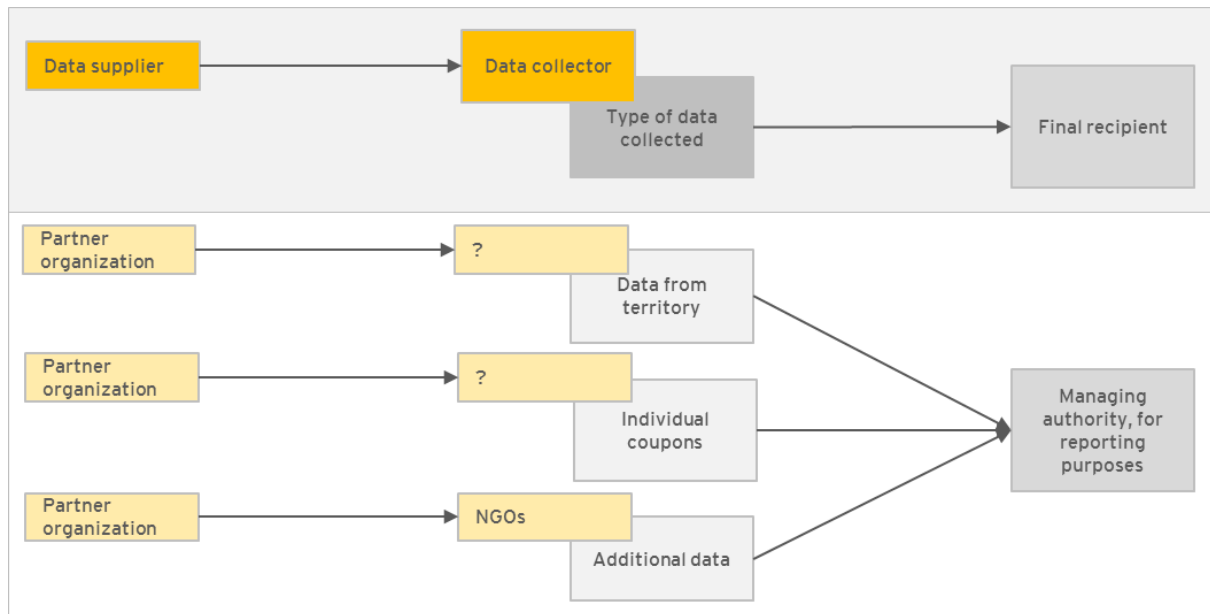 Data supplier
Data collector
Type of data
collected
Final recipient
Partner
organization
?
Data from
territory
Partner
organization
?
Individual
coupons
Managing
authority, for
reporting
purposes
Partner
organization
NGOs
Additional data